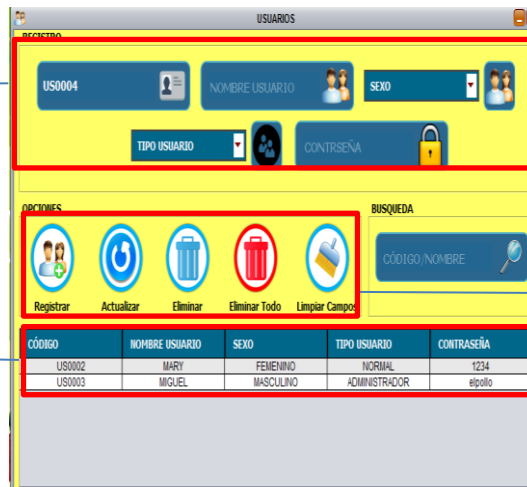 USUARIOS
REGISTRO
US0004 NOMBRE USUARIO SEXO
TIPO USUARIO CONTRSEÑA
OPCIONES BUSQUEDA
CÓDIGO/NOMBRE
Registrar Actualizar Eliminar Eliminar Todo Limpiar Campos
CÓDIGO NOMBRE USUARIO SEXO TIPO USUARIO CONTRASEÑA
US0002 MARY FEMENINO NORMAL 1234
US0003 MIGUEL MASCULINO ADMINISTRADOR elpollo